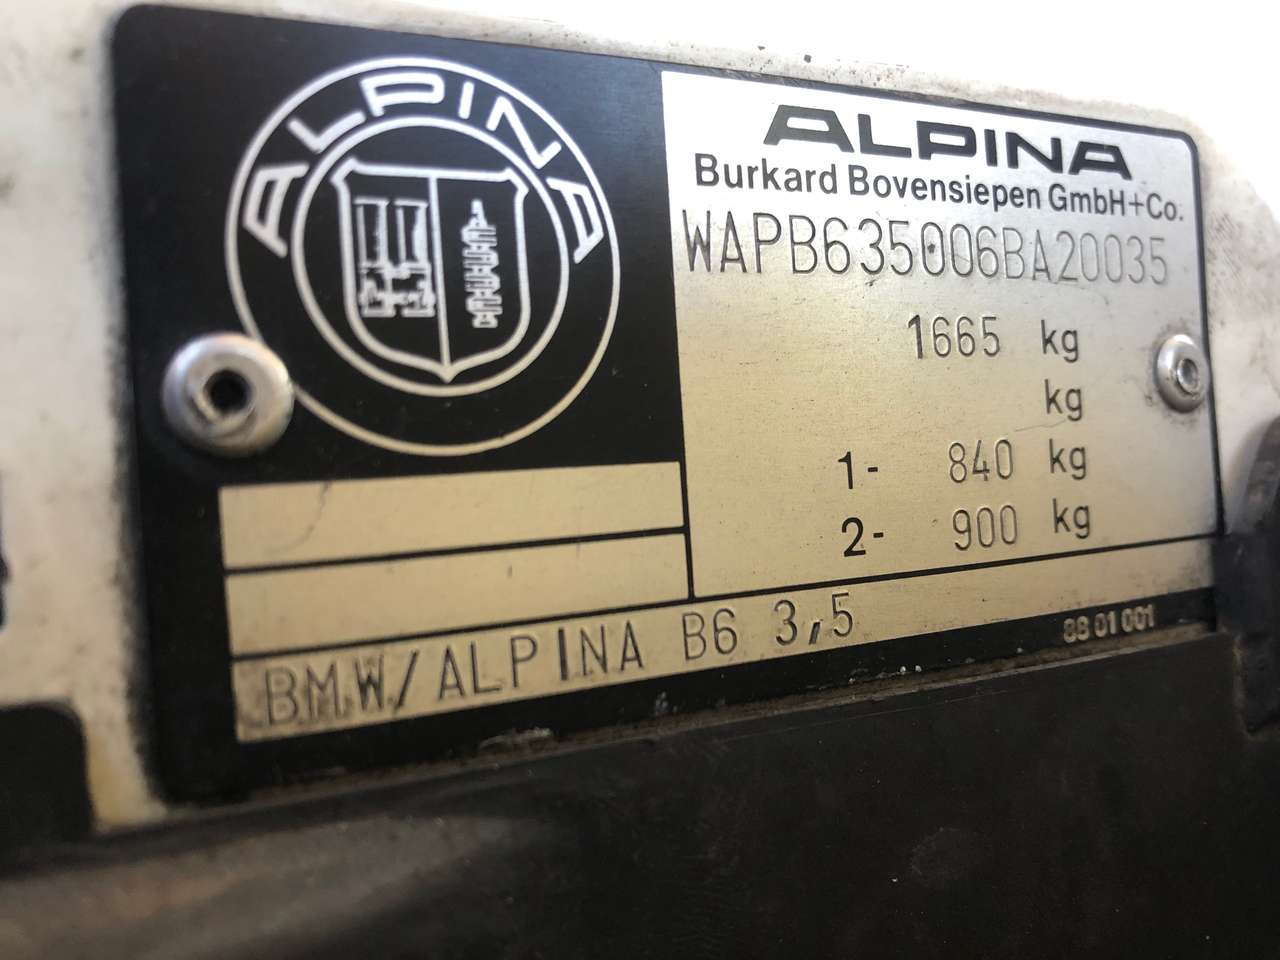 ALPINA
ALPINA
Burkard Bovensiepen GmbH+Co.
WAPB635006BA20035
1665 kg
kg
1- 840 kg
2- 900 kg
BMW/ALPINA B6 3,5
88 01 001